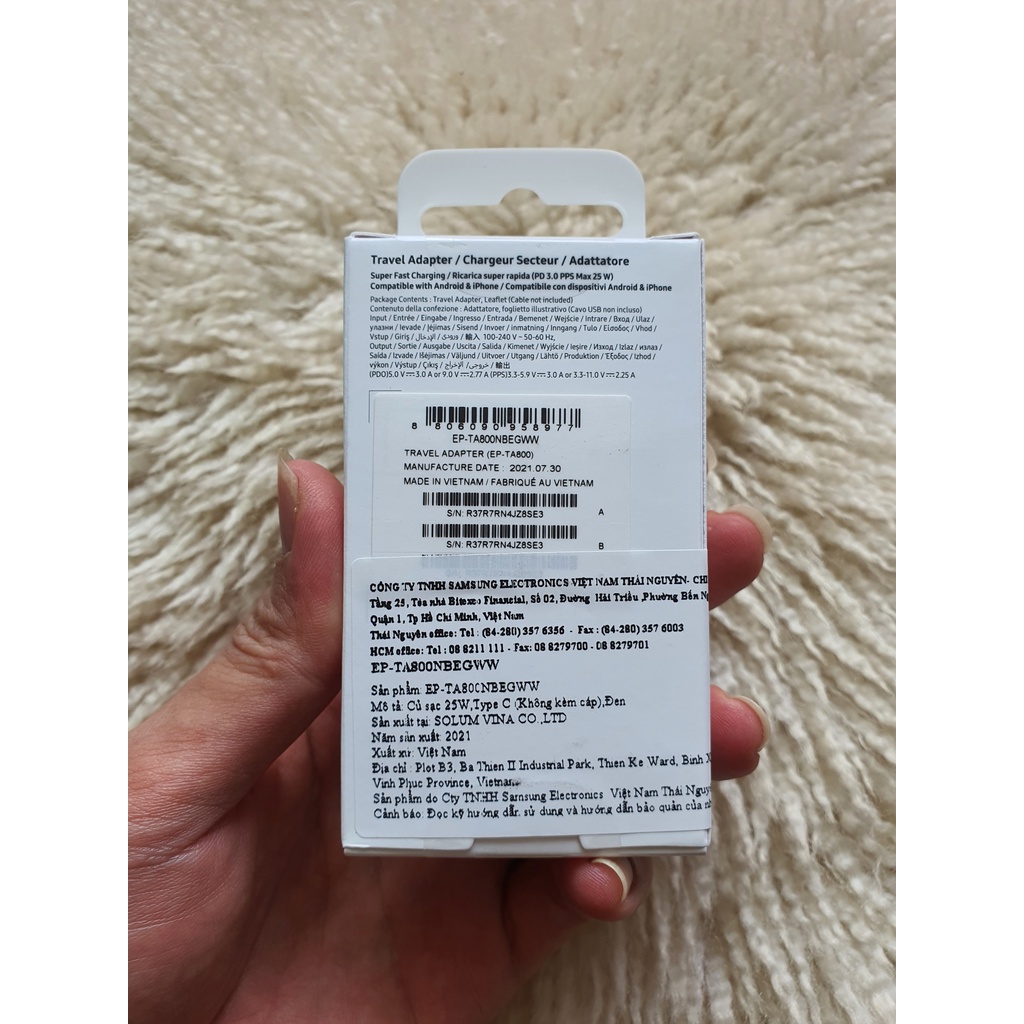 Travel Adapter / Chargeur Secteur / Adattatore
Super Fast Charging / Ricarica super rapida (PD 3.0 PPS Max 25 W)
Compatible with Android & iPhone / Compatibile con dispositivi Android & iPhone
Package Contents : Travel Adapter, Leaflet (Cable not included)
Contenuto della confezione : Adattatore, foglietto illustrativo (Cavo USB non incluso)
Input / Entrée / Eingabe / Ingresso / Entrada / Bemenet / Wejście / Intrare / Вход / Ulaz /
улазни / Ievade / Įėjimas / Sisend / Invoer / inmatning / Inngang / Tulo / Είσοδος / Vhod /
Vstup / Giriş / الإدخال / ورودی / 輸入 100-240 V ~ 50-60 Hz,
Output / Sortie / Ausgabe / Uscita / Salida / Kimenet / Wyjście / Ieșire / Изход / Izlaz / излаз /
Saída / Izvade / Išėjimas / Väljund / Uitvoer / Utgang / Lähtö / Produktion / Έξοδος / Izhod /
výkon / Výstup / Çıkış / الإخراج / خروجی / 輸出
(PDO)5.0 V⎓3.0 A or 9.0 V⎓2.77 A (PPS)3.3-5.9 V⎓3.0 A or 3.3-11.0 V⎓2.25 A
8 806090 958977
EP-TA800NBEGWW
TRAVEL ADAPTER (EP-TA800)
MANUFACTURE DATE : 2021.07.30
MADE IN VIETNAM / FABRIQUÉ AU VIETNAM
S/N: R37R7RN4JZ8SE3 A
S/N: R37R7RN4JZ8SE3 B
CÔNG TY TNHH SAMSUNG ELECTRONICS VIỆT NAM THÁI NGUYÊN- CHI
Tầng 25, Tòa nhà Bitexco Financial, Số 02, Đường Hải Triều ,Phường Bến
Quận 1, Tp Hồ Chí Minh, Việt Nam
Thái Nguyên office: Tel : (84-280) 357 6356 - Fax : (84-280) 357 6003
HCM office: Tel : 08 8211 111 - Fax: 08 8279700 - 08 8279701
EP-TA800NBEGWW
Sản phẩm: EP-TA800NBEGWW
Mô tả: Củ sạc 25W,Type C (Không kèm cáp),Đen
Sản xuất tại: SOLUM VINA CO.,LTD
Năm sản xuất: 2021
Xuất xứ: Việt Nam
Địa chỉ : Plot B3, Ba Thien II Industrial Park, Thien Ke Ward, Binh
Vinh Phuc Province, Vietnam
Sản phẩm do Cty TNHH Samsung Electronics Việt Nam Thái
Cảnh báo: Đọc kỹ hướng dẫn sử dụng và hướng dẫn bảo quản của